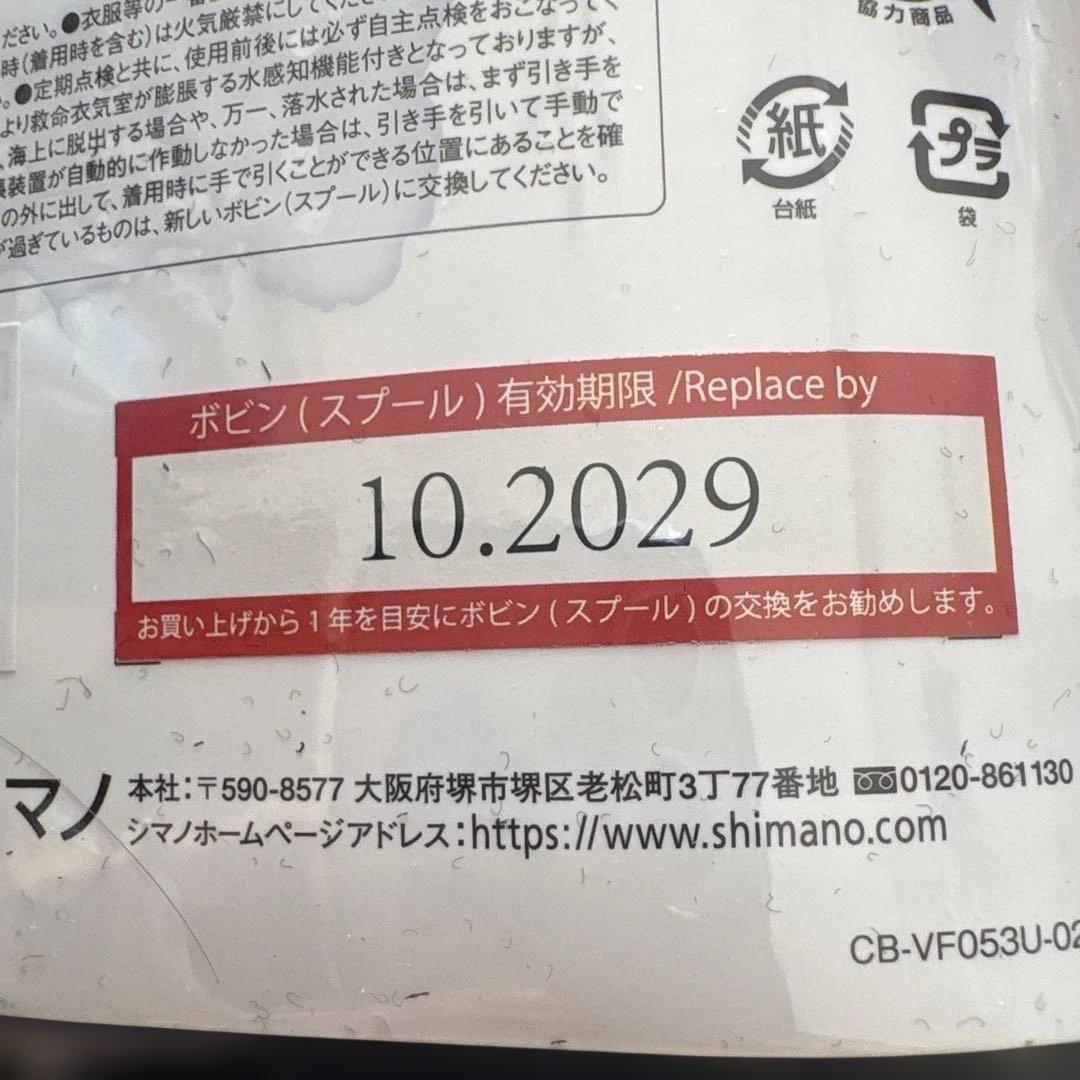 ださい。●衣服等の一番
時(着用時を含む)は火気厳禁にしてくだ
。●定期点検と共に、使用前後には必ず自主点検をおこなってく
より救命衣気室が膨脹する水感知機能付きとなっておりますが、
、海上に脱出する場合や、万一、落水された場合は、まず引き手を
装置が自動的に作動しなかった場合は、引き手を引いて手動で
の外に出して、着用時に手で引くことができる位置にあることを確
が過ぎているものは、新しいボビン(スプール)に交換してください。
協力商品
紙
台紙
プラ
袋
ボビン(スプール)有効期限/Replace by
10.2029
お買い上げから1年を目安にボビン(スプール)の交換をお勧めします。
マノ
本社:〒590-8577 大阪府堺市堺区老松町3丁77番地 0120-861130
シマノホームページアドレス:https://www.shimano.com
CB-VF053U-02